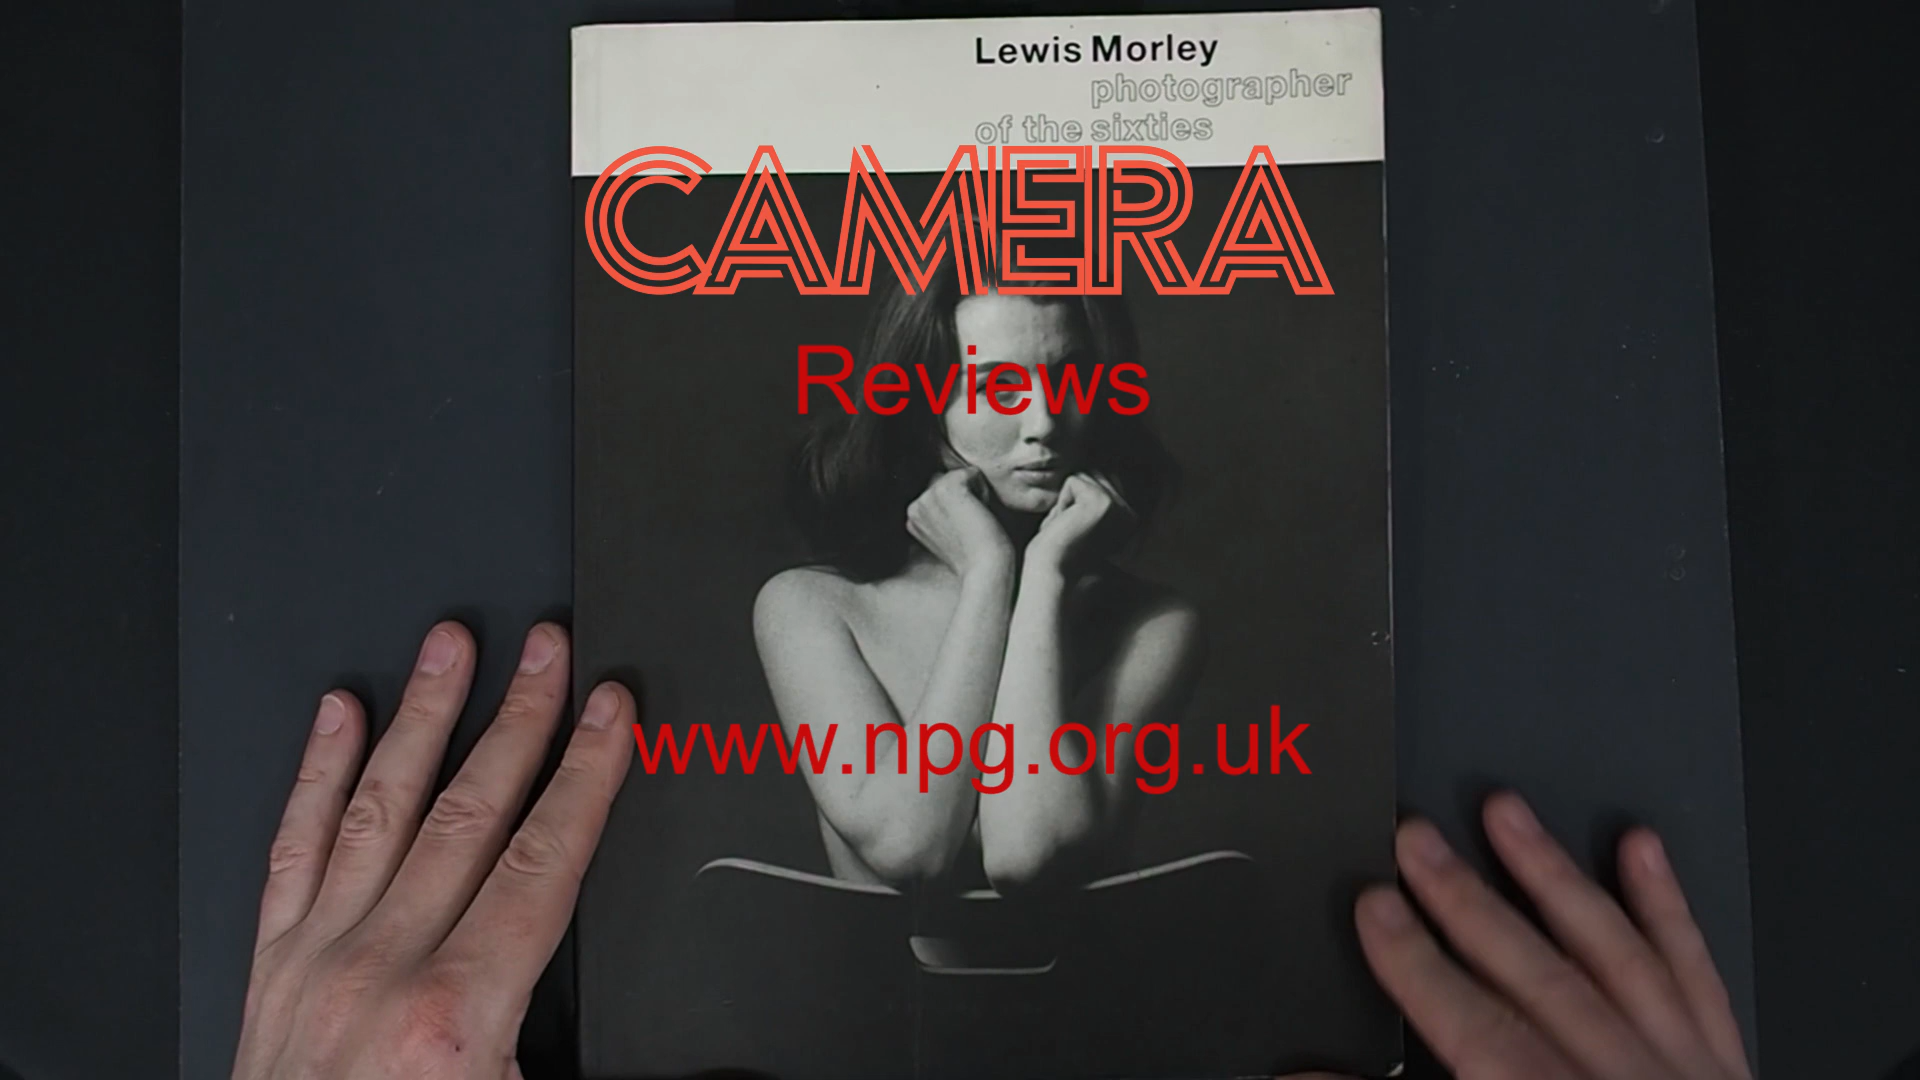 Lewis Morley
photographer
of the sixties
CAMERA
Reviews
www.npg.org.uk